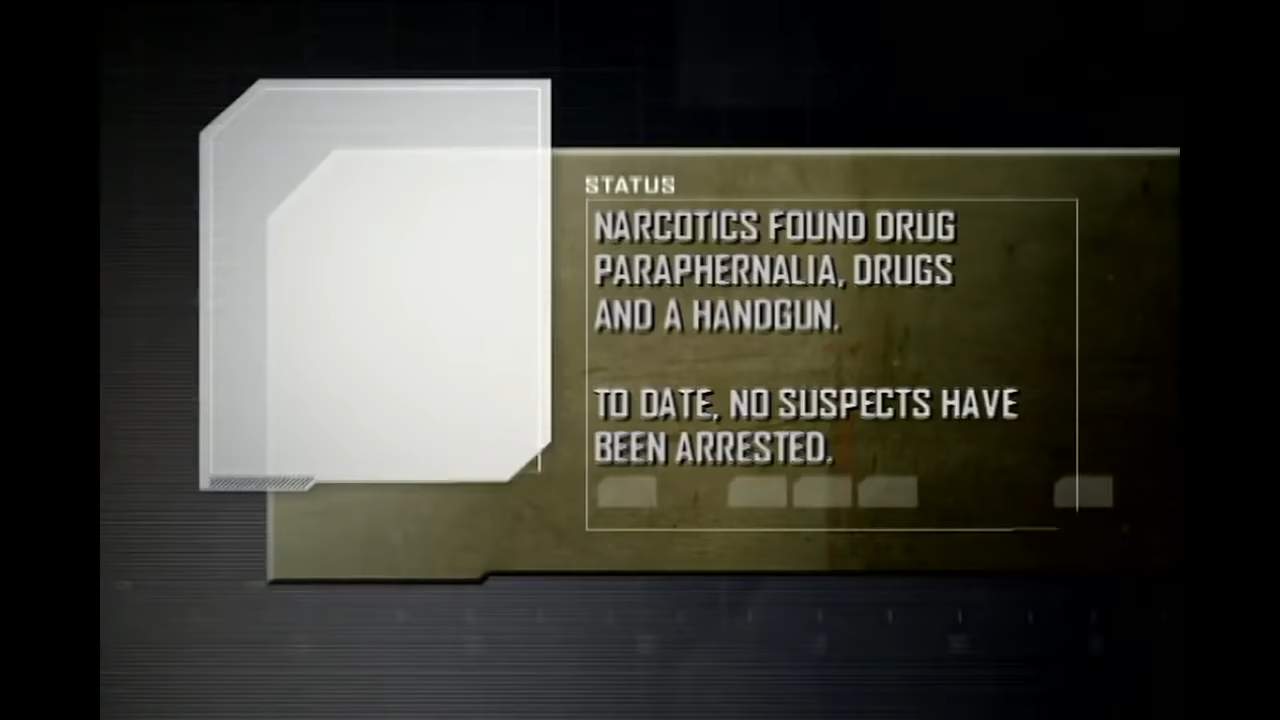 STATUS
NARCOTICS FOUND DRUG
PARAPHERNALIA, DRUGS
AND A HANDGUN.
TO DATE, NO SUSPECTS HAVE
BEEN ARRESTED.